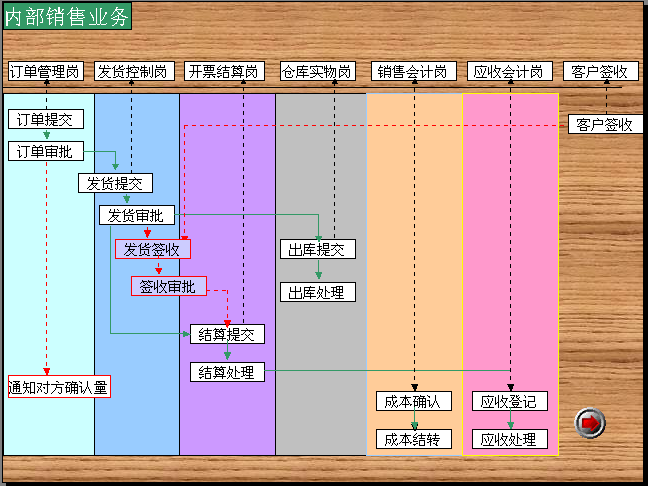 内部销售业务
订单管理岗
发货控制岗
开票结算岗
仓库实物岗
销售会计岗
应收会计岗
客户签收
订单提交
客户签收
订单审批
发货提交
发货审批
发货签收
出库提交
签收审批
出库处理
结算提交
结算处理
通知对方确认量
成本确认
应收登记
成本结转
应收处理